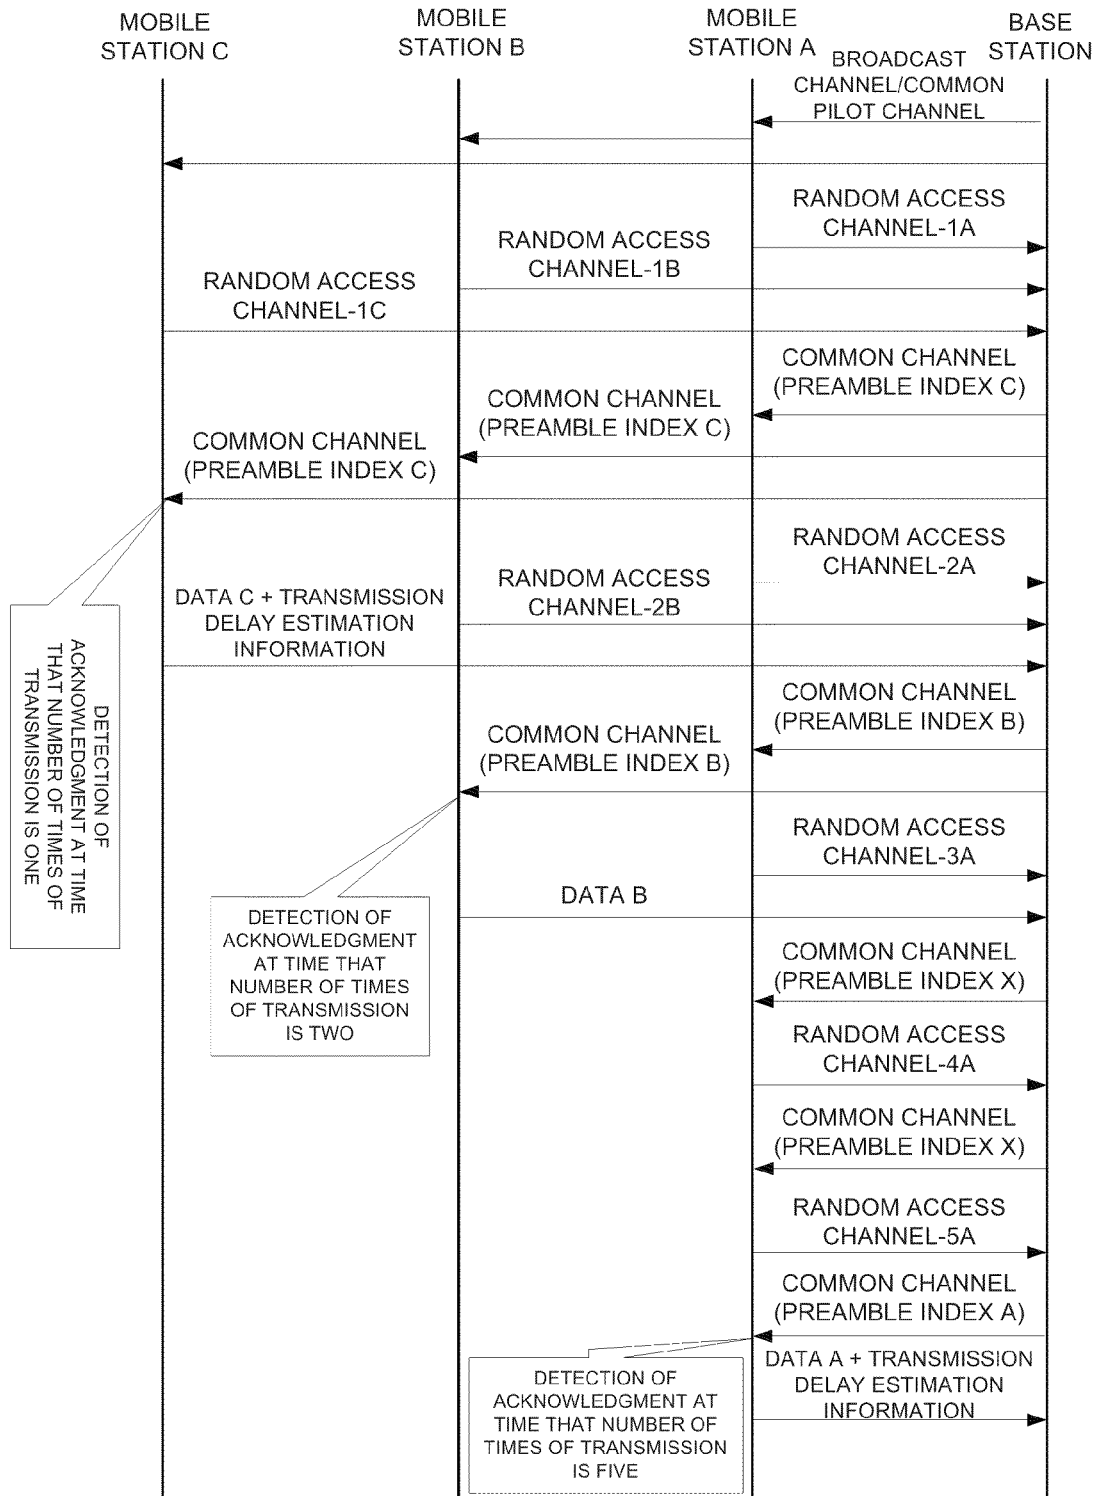 MOBILE
STATION C
MOBILE
STATION B
MOBILE
STATION A
BASE
STATION
BROADCAST
CHANNEL/COMMON
PILOT CHANNEL
RANDOM ACCESS
CHANNEL-1A
RANDOM ACCESS
CHANNEL-1B
RANDOM ACCESS
CHANNEL-1C
COMMON CHANNEL
(PREAMBLE INDEX C)
COMMON CHANNEL
(PREAMBLE INDEX C)
COMMON CHANNEL
(PREAMBLE INDEX C)
RANDOM ACCESS
CHANNEL-2A
RANDOM ACCESS
CHANNEL-2B
DATA C + TRANSMISSION
DELAY ESTIMATION
INFORMATION
DETECTION OF
ACKNOWLEDGMENT AT TIME
THAT NUMBER OF TIMES OF
TRANSMISSION IS ONE
COMMON CHANNEL
(PREAMBLE INDEX B)
COMMON CHANNEL
(PREAMBLE INDEX B)
RANDOM ACCESS
CHANNEL-3A
DATA B
DETECTION OF
ACKNOWLEDGMENT
AT TIME THAT
NUMBER OF TIMES
OF TRANSMISSION
IS TWO
COMMON CHANNEL
(PREAMBLE INDEX X)
RANDOM ACCESS
CHANNEL-4A
COMMON CHANNEL
(PREAMBLE INDEX X)
RANDOM ACCESS
CHANNEL-5A
COMMON CHANNEL
(PREAMBLE INDEX A)
DATA A + TRANSMISSION
DELAY ESTIMATION
INFORMATION
DETECTION OF
ACKNOWLEDGMENT AT
TIME THAT NUMBER OF
TIMES OF TRANSMISSION
IS FIVE